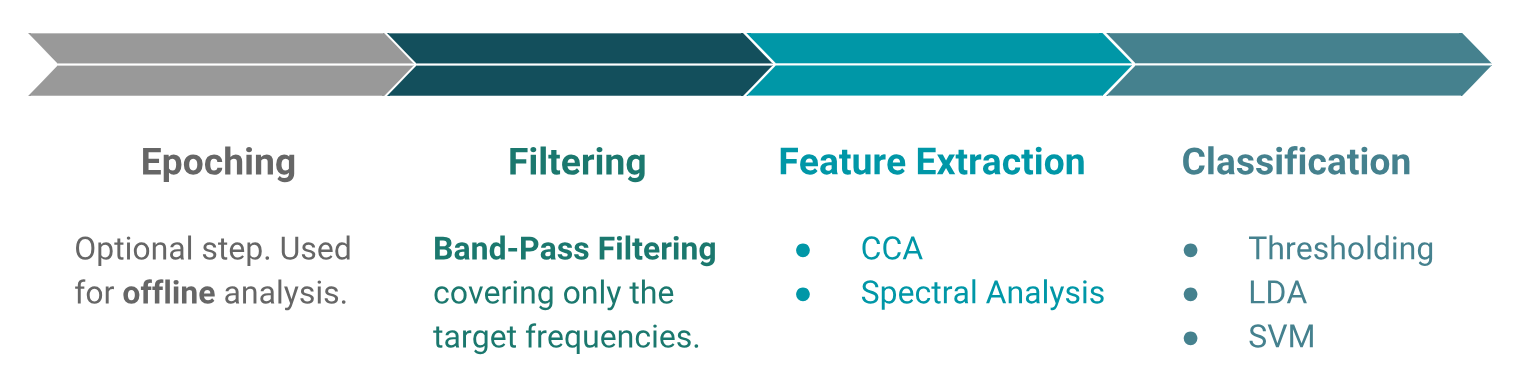 Epoching
Optional step. Used
for offline analysis.
Filtering
Band-Pass Filtering
covering only the
target frequencies.
Feature Extraction
● CCA
● Spectral Analysis
Classification
● Thresholding
● LDA
● SVM